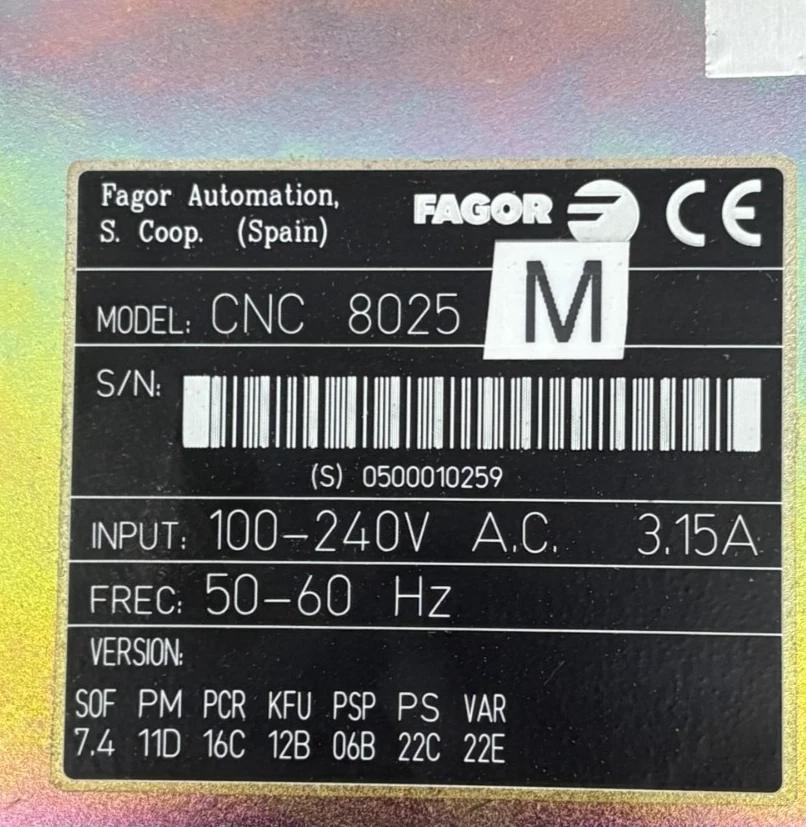 Fagor Automation,
S. Coop. (Spain)
FAGOR CE
MODEL: CNC 8025 M
S/N:
(S) 0500010259
INPUT: 100-240V A.C. 3.15A
FREC: 50-60 Hz
VERSION:
SOF PM PCR KFU PSP PS VAR
7.4 11D 16C 12B 06B 22C 22E